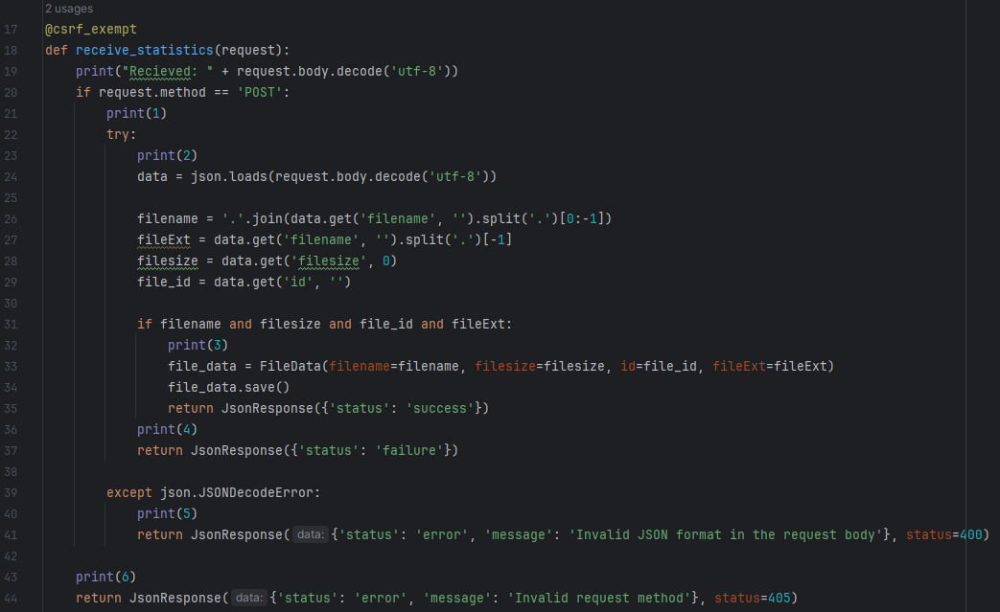 2 usages
17 @csrf_exempt
18 def receive_statistics(request):
19     print("Recieved: " + request.body.decode('utf-8'))
20     if request.method == 'POST':
21         print(1)
22         try:
23             print(2)
24             data = json.loads(request.body.decode('utf-8'))
25
26             filename = '.'.join(data.get('filename', '').split('.')[0:-1])
27             fileExt = data.get('filename', '').split('.')[-1]
28             filesize = data.get('filesize', 0)
29             file_id = data.get('id', '')
30
31             if filename and filesize and file_id and fileExt:
32                 print(3)
33                 file_data = FileData(filename=filename, filesize=filesize, id=file_id, fileExt=fileExt)
34                 file_data.save()
35                 return JsonResponse({'status': 'success'})
36             print(4)
37             return JsonResponse({'status': 'failure'})
38
39         except json.JSONDecodeError:
40             print(5)
41             return JsonResponse( data: {'status': 'error', 'message': 'Invalid JSON format in the request body'}, status=400)
42
43     print(6)
44     return JsonResponse( data: {'status': 'error', 'message': 'Invalid request method'}, status=405)